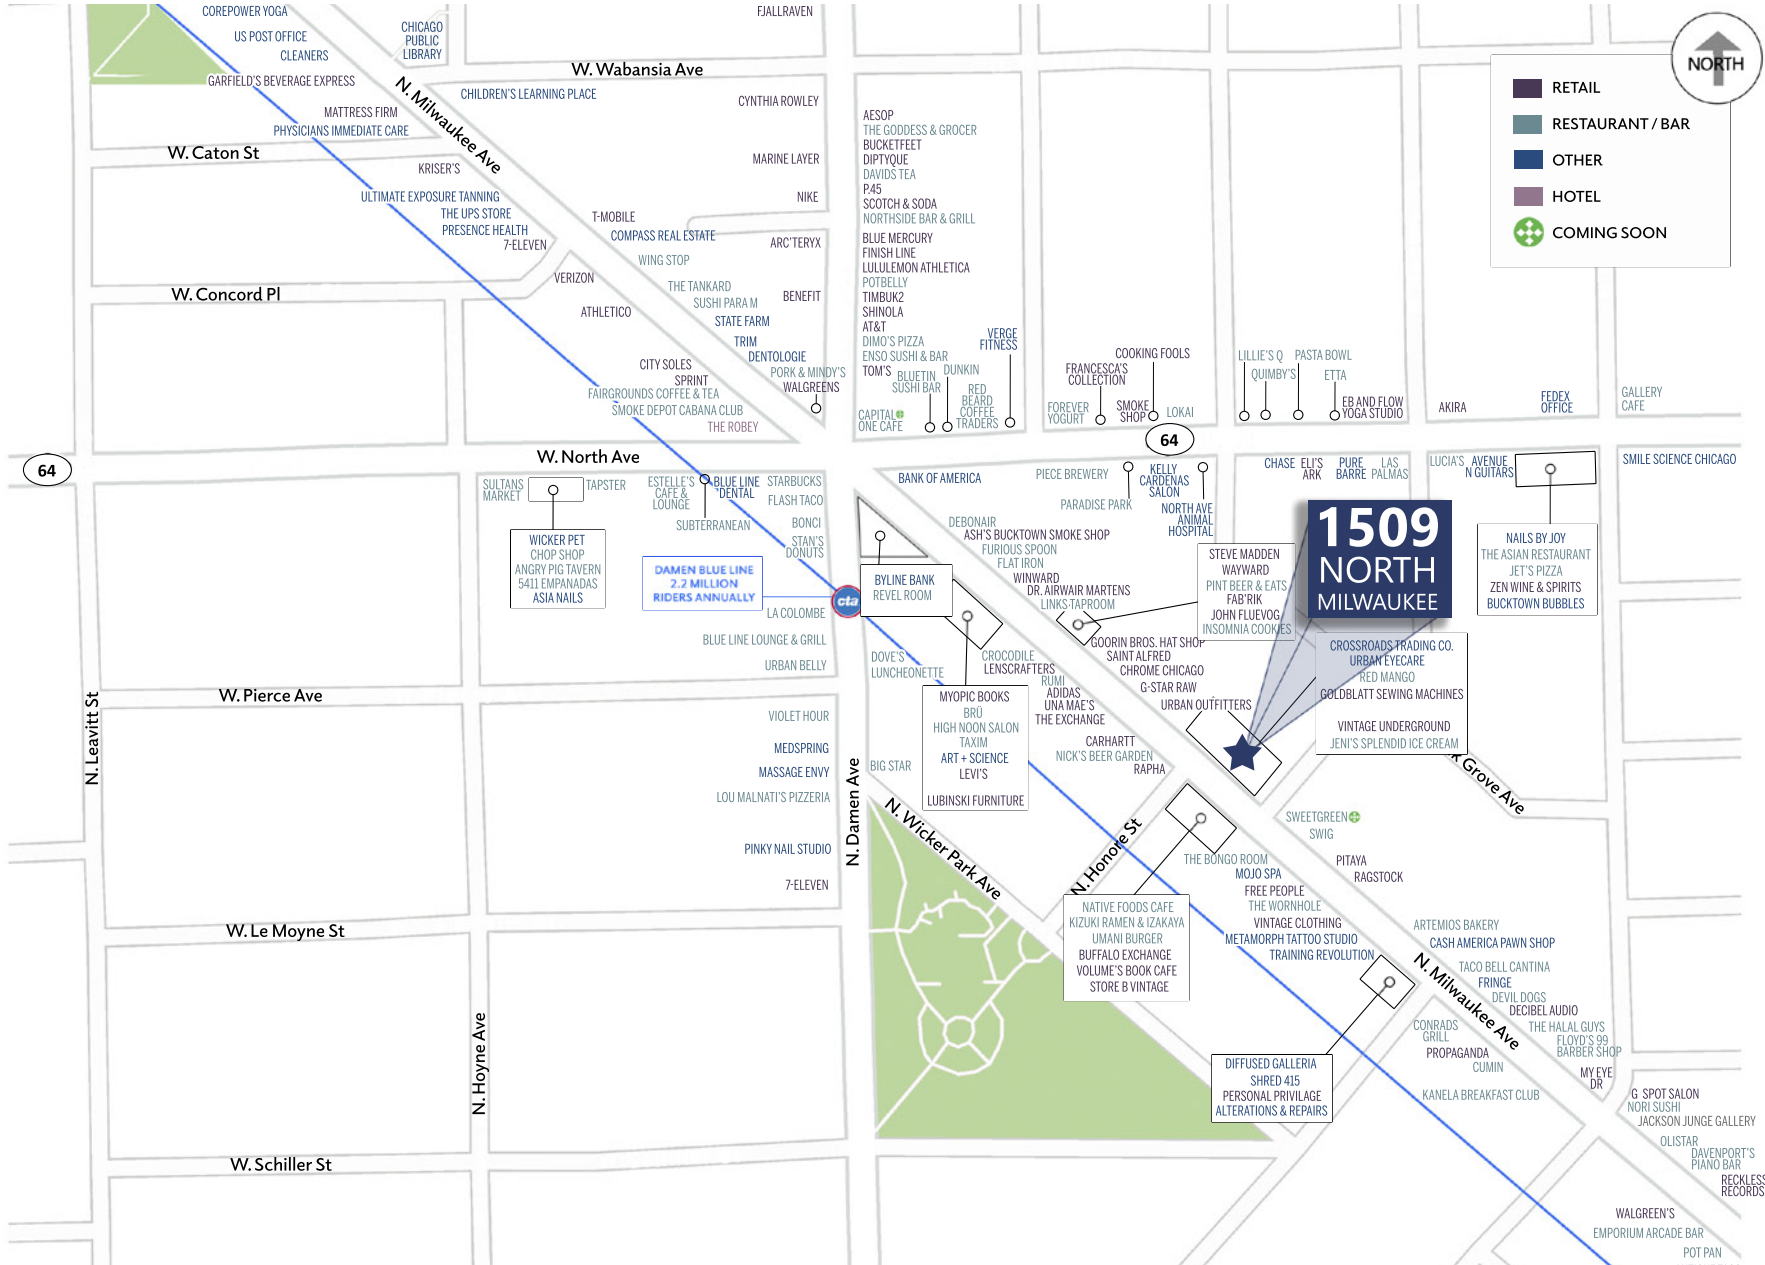 COREPOWER YOGA
US POST OFFICE
CLEANERS
GARFIELD'S BEVERAGE EXPRESS
MATTRESS FIRM
PHYSICIANS IMMEDIATE CARE
CHICAGO
PUBLIC
LIBRARY
FJALLRAVEN
W. Wabansia Ave
CHILDREN'S LEARNING PLACE
N. Milwaukee Ave
W. Caton St
KRISER'S
ULTIMATE EXPOSURE TANNING
THE UPS STORE
PRESENCE HEALTH
7-ELEVEN
W. Concord Pl
VERIZON
ATHLETICO
CITY SOLES
SPRINT
FAIRGROUNDS COFFEE & TEA
SMOKE DEPOT CABANA CLUB
THE ROBEY
CYNTHIA ROWLEY
MARINE LAYER
NIKE
T-MOBILE
COMPASS REAL ESTATE
ARC'TERYX
WING STOP
THE TANKARD
SUSHI PARA M
BENEFIT
STATE FARM
TRIM
DENTOLOGIE
PORK & MINDY'S
WALGREENS
AESOP
THE GODDESS & GROCER
BUCKETFEET
DIPTYQUE
DAVIDS TEA
P.45
SCOTCH & SODA
NORTHSIDE BAR & GRILL
BLUE MERCURY
FINISH LINE
LULULEMON ATHLETICA
POTBELLY
TIMBUK2
SHINOLA
AT&T
DIMO'S PIZZA
ENSO SUSHI & BAR
TOM'S
BLUETIN
SUSHI BAR
DUNKIN
RED
BEARD
COFFEE
TRADERS
VERGE
FITNESS
CAPITAL
ONE CAFE
FOREVER
YOGURT
FRANCESCA'S
COLLECTION
COOKING FOOLS
SMOKE
SHOP
LOKAI
LILLIE'S Q
QUIMBY'S
PASTA BOWL
ETTA
EB AND FLOW
YOGA STUDIO
AKIRA
FEDEX
OFFICE
GALLERY
CAFE
NORTH
RETAIL
RESTAURANT / BAR
OTHER
HOTEL
COMING SOON
64
W. North Ave
64
SULTANS
MARKET
TAPSTER
WICKER PET
CHOP SHOP
ANGRY PIG TAVERN
5411 EMPANADAS
ASIA NAILS
ESTELLE'S
CAFE &
LOUNGE
BLUE LINE
DENTAL
SUBTERRANEAN
STARBUCKS
FLASH TACO
BONCI
STAN'S
DONUTS
DAMEN BLUE LINE
2.2 MILLION
RIDERS ANNUALLY
cta
LA COLOMBE
BLUE LINE LOUNGE & GRILL
URBAN BELLY
BANK OF AMERICA
PIECE BREWERY
PARADISE PARK
KELLY
CARDENAS
SALON
NORTH AVE
ANIMAL
HOSPITAL
CHASE
ELI'S
ARK
PURE
BARRE
LAS
PALMAS
LUCIA'S
AVENUE
N GUITARS
SMILE SCIENCE CHICAGO
NAILS BY JOY
THE ASIAN RESTAURANT
JET'S PIZZA
ZEN WINE & SPIRITS
BUCKTOWN BUBBLES
1509
NORTH
MILWAUKEE
DEBONAIR
ASH'S BUCKTOWN SMOKE SHOP
FURIOUS SPOON
FLAT IRON
WINWARD
DR. AIRWAIR MARTENS
LINKS TAPROOM
STEVE MADDEN
WAYWARD
PINT BEER & EATS
FAB'RIK
JOHN FLUEVOG
INSOMNIA COOKIES
BYLINE BANK
REVEL ROOM
GOORIN BROS. HAT SHOP
SAINT ALFRED
CHROME CHICAGO
G-STAR RAW
URBAN OUTFITTERS
CROSSROADS TRADING CO.
URBAN EYECARE
RED MANGO
GOLDBLATT SEWING MACHINES
VINTAGE UNDERGROUND
JENI'S SPLENDID ICE CREAM
DOVE'S
LUNCHEONETTE
CROCODILE
LENSCRAFTERS
RUMI
ADIDAS
UNA MAE'S
THE EXCHANGE
CARHARTT
NICK'S BEER GARDEN
RAPHA
MYOPIC BOOKS
BRÜ
HIGH NOON SALON
TAXIM
ART + SCIENCE
LEVI'S
LUBINSKI FURNITURE
BIG STAR
W. Pierce Ave
N. Leavitt St
VIOLET HOUR
MEDSPRING
MASSAGE ENVY
LOU MALNATI'S PIZZERIA
PINKY NAIL STUDIO
7-ELEVEN
N. Damen Ave
N. Wicker Park Ave
N. Honore St
k Grove Ave
SWEETGREEN
SWIG
PITAYA
RAGSTOCK
THE BONGO ROOM
MOJO SPA
FREE PEOPLE
THE WORNHOLE
VINTAGE CLOTHING
METAMORPH TATTOO STUDIO
TRAINING REVOLUTION
NATIVE FOODS CAFE
KIZUKI RAMEN & IZAKAYA
UMANI BURGER
BUFFALO EXCHANGE
VOLUME'S BOOK CAFE
STORE B VINTAGE
W. Le Moyne St
ARTEMIOS BAKERY
CASH AMERICA PAWN SHOP
TACO BELL CANTINA
FRINGE
DEVIL DOGS
DECIBEL AUDIO
THE HALAL GUYS
FLOYD'S 99
BARBER SHOP
MY EYE
DR
N. Milwaukee Ave
CONRADS
GRILL
PROPAGANDA
CUMIN
KANELA BREAKFAST CLUB
DIFFUSED GALLERIA
SHRED 415
PERSONAL PRIVILAGE
ALTERATIONS & REPAIRS
N. Hoyne Ave
W. Schiller St
G SPOT SALON
NORI SUSHI
JACKSON JUNGE GALLERY
OLISTAR
DAVENPORT'S
PIANO BAR
RECKLESS
RECORDS
WALGREEN'S
EMPORIUM ARCADE BAR
POT PAN